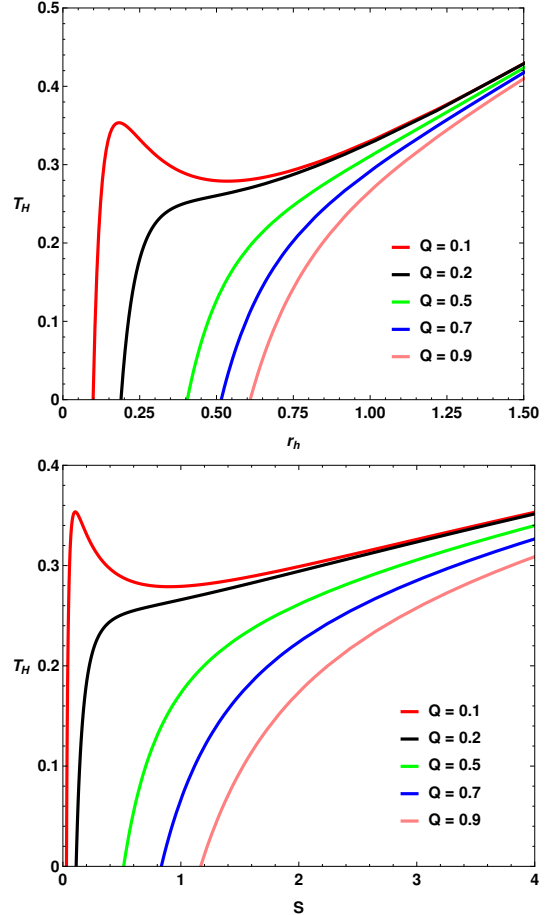 0.5
0.4
0.3
T_H
0.2
0.1
0
Q = 0.1
Q = 0.2
Q = 0.5
Q = 0.7
Q = 0.9
0 0.25 0.50 0.75 1.00 1.25 1.50
r_h
0.4
0.3
T_H
0.2
0.1
0
Q = 0.1
Q = 0.2
Q = 0.5
Q = 0.7
Q = 0.9
0 1 2 3 4
S